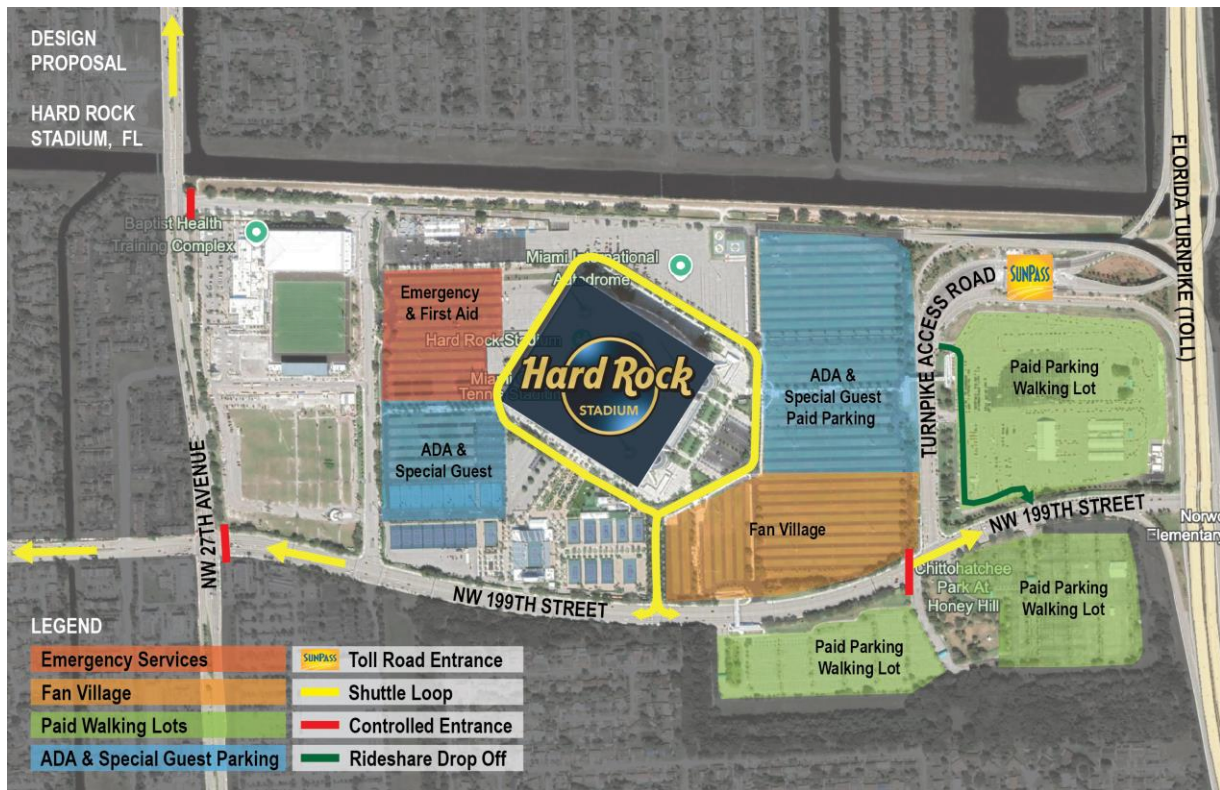 DESIGN
PROPOSAL
HARD ROCK
STADIUM, FL
FLORIDA TURNPIKE (TOLL)
Baptist Health
Training Complex
Miami International
Autodrome
TURNPIKE ACCESS ROAD
SUNPASS
Emergency
& First Aid
Hard Rock Stadium
Hard Rock
STADIUM
Miami
Tennis Stadium
Paid Parking
Walking Lot
ADA &
Special Guest
Paid Parking
ADA &
Special Guest
NW 27TH AVENUE
Fan Village
NW 199TH STREET
Elementary
Chittohatchee
Park At
Honey Hill
Paid Parking
Walking Lot
NW 199TH STREET
Paid Parking
Walking Lot
LEGEND
Emergency Services
Fan Village
Paid Walking Lots
ADA & Special Guest Parking
SUNPASS Toll Road Entrance
Shuttle Loop
Controlled Entrance
Rideshare Drop Off